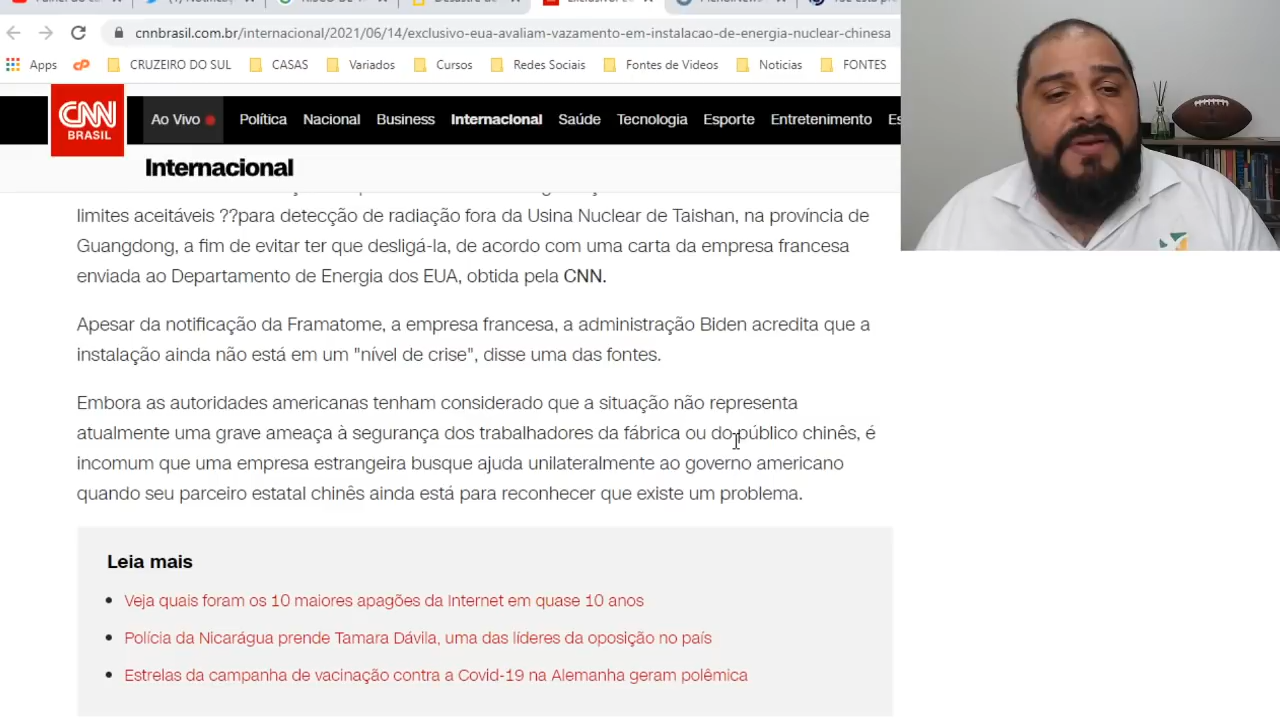 cnnbrasil.com.br/internacional/2021/06/14/exclusivo-eua-avaliam-vazamento-em-instalacao-de-energia-nuclear-chinesa
Apps CRUZEIRO DO SUL CASAS Variados Cursos Redes Sociais Fontes de Videos Noticias FONTES
CNN BRASIL
Ao Vivo Política Nacional Business Internacional Saúde Tecnologia Esporte Entretenimento Es
Internacional
limites aceitáveis ??para detecção de radiação fora da Usina Nuclear de Taishan, na província de
Guangdong, a fim de evitar ter que desligá-la, de acordo com uma carta da empresa francesa
enviada ao Departamento de Energia dos EUA, obtida pela CNN.
Apesar da notificação da Framatome, a empresa francesa, a administração Biden acredita que a
instalação ainda não está em um "nível de crise", disse uma das fontes.
Embora as autoridades americanas tenham considerado que a situação não representa
atualmente uma grave ameaça à segurança dos trabalhadores da fábrica ou do público chinês, é
incomum que uma empresa estrangeira busque ajuda unilateralmente ao governo americano
quando seu parceiro estatal chinês ainda está para reconhecer que existe um problema.
Leia mais
• Veja quais foram os 10 maiores apagões da Internet em quase 10 anos
• Polícia da Nicarágua prende Tamara Dávila, uma das líderes da oposição no país
• Estrelas da campanha de vacinação contra a Covid-19 na Alemanha geram polêmica